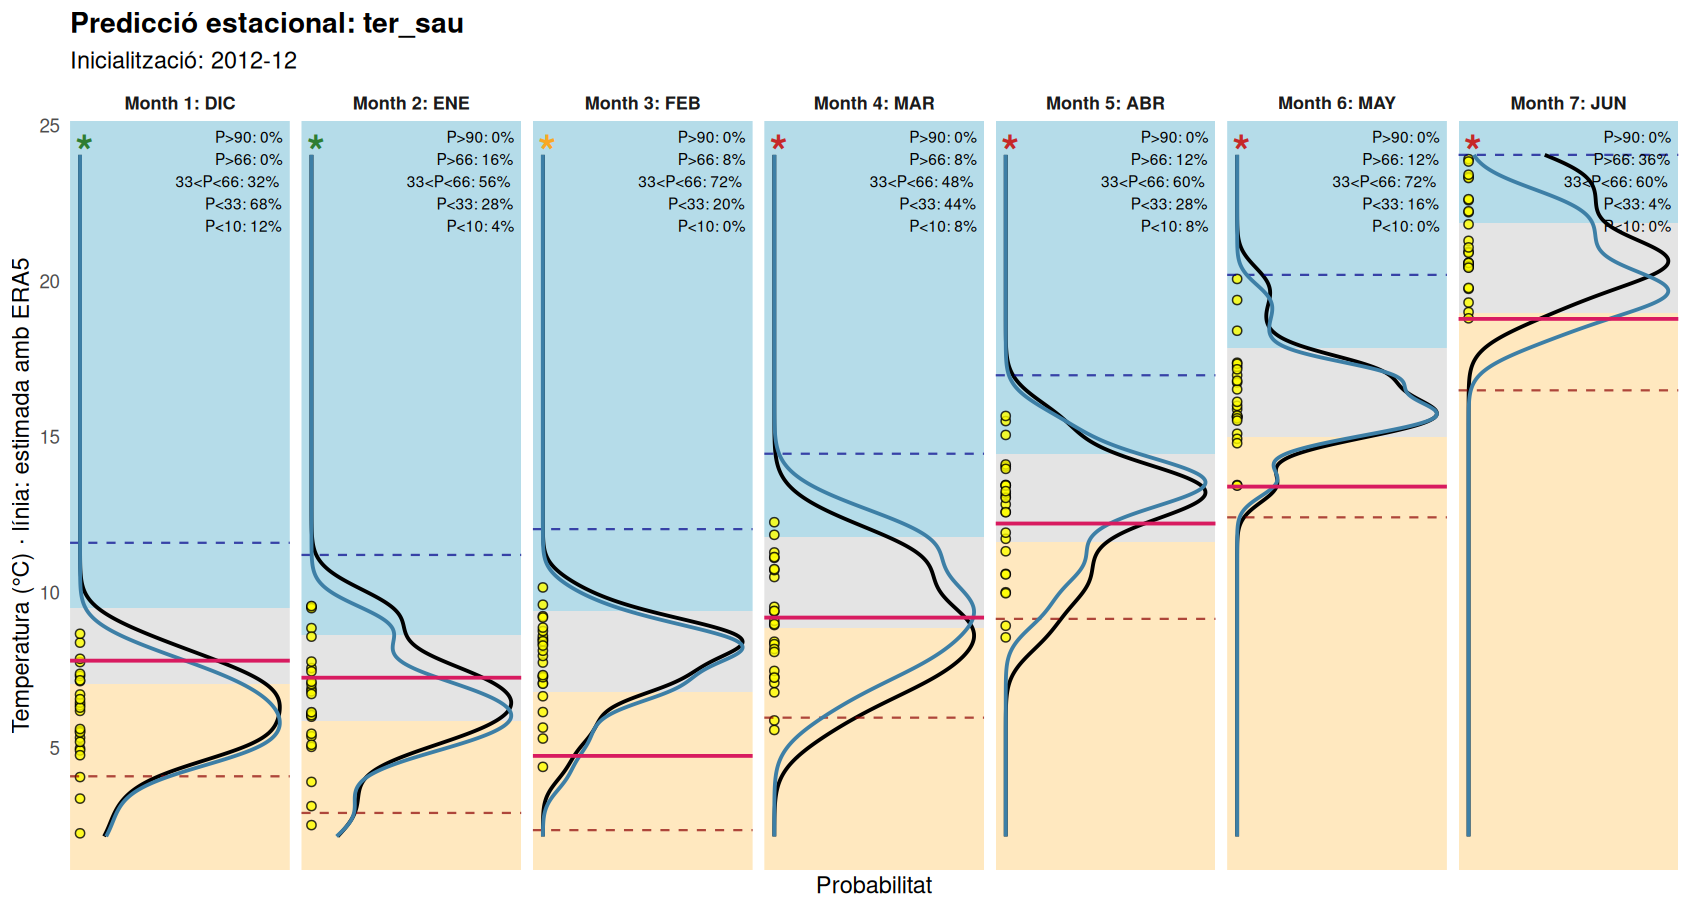 Predicció estacional: ter_sau
Inicialització: 2012-12
Month 1: DIC
Month 2: ENE
Month 3: FEB
Month 4: MAR
Month 5: ABR
Month 6: MAY
Month 7: JUN
Temperatura (°C) · línia: estimada amb ERA5
25
20
15
10
5
*
P>90: 0%
P>66: 0%
33<P<66: 32%
P<33: 68%
P<10: 12%
*
P>90: 0%
P>66: 16%
33<P<66: 56%
P<33: 28%
P<10: 4%
*
P>90: 0%
P>66: 8%
33<P<66: 72%
P<33: 20%
P<10: 0%
*
P>90: 0%
P>66: 8%
33<P<66: 48%
P<33: 44%
P<10: 8%
*
P>90: 0%
P>66: 12%
33<P<66: 60%
P<33: 28%
P<10: 8%
*
P>90: 0%
P>66: 12%
33<P<66: 72%
P<33: 16%
P<10: 0%
*
P>90: 0%
P>66: 36%
33<P<66: 60%
P<33: 4%
P<10: 0%
Probabilitat